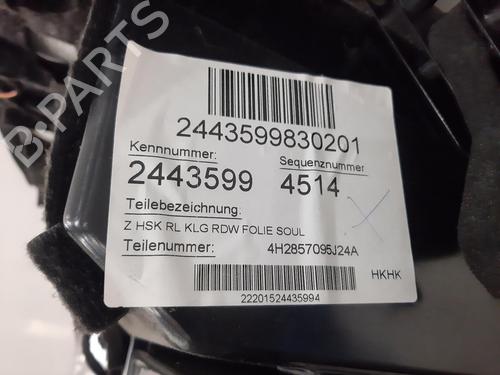 B-PARTS
2443599830201
Kennnummer: Sequenznummer
2443599 4514
Teilebezeichnung:
Z HSK RL KLG RDW FOLIE SOUL
Teilenummer: 4H2857095J24A
HKHK
22201524435994